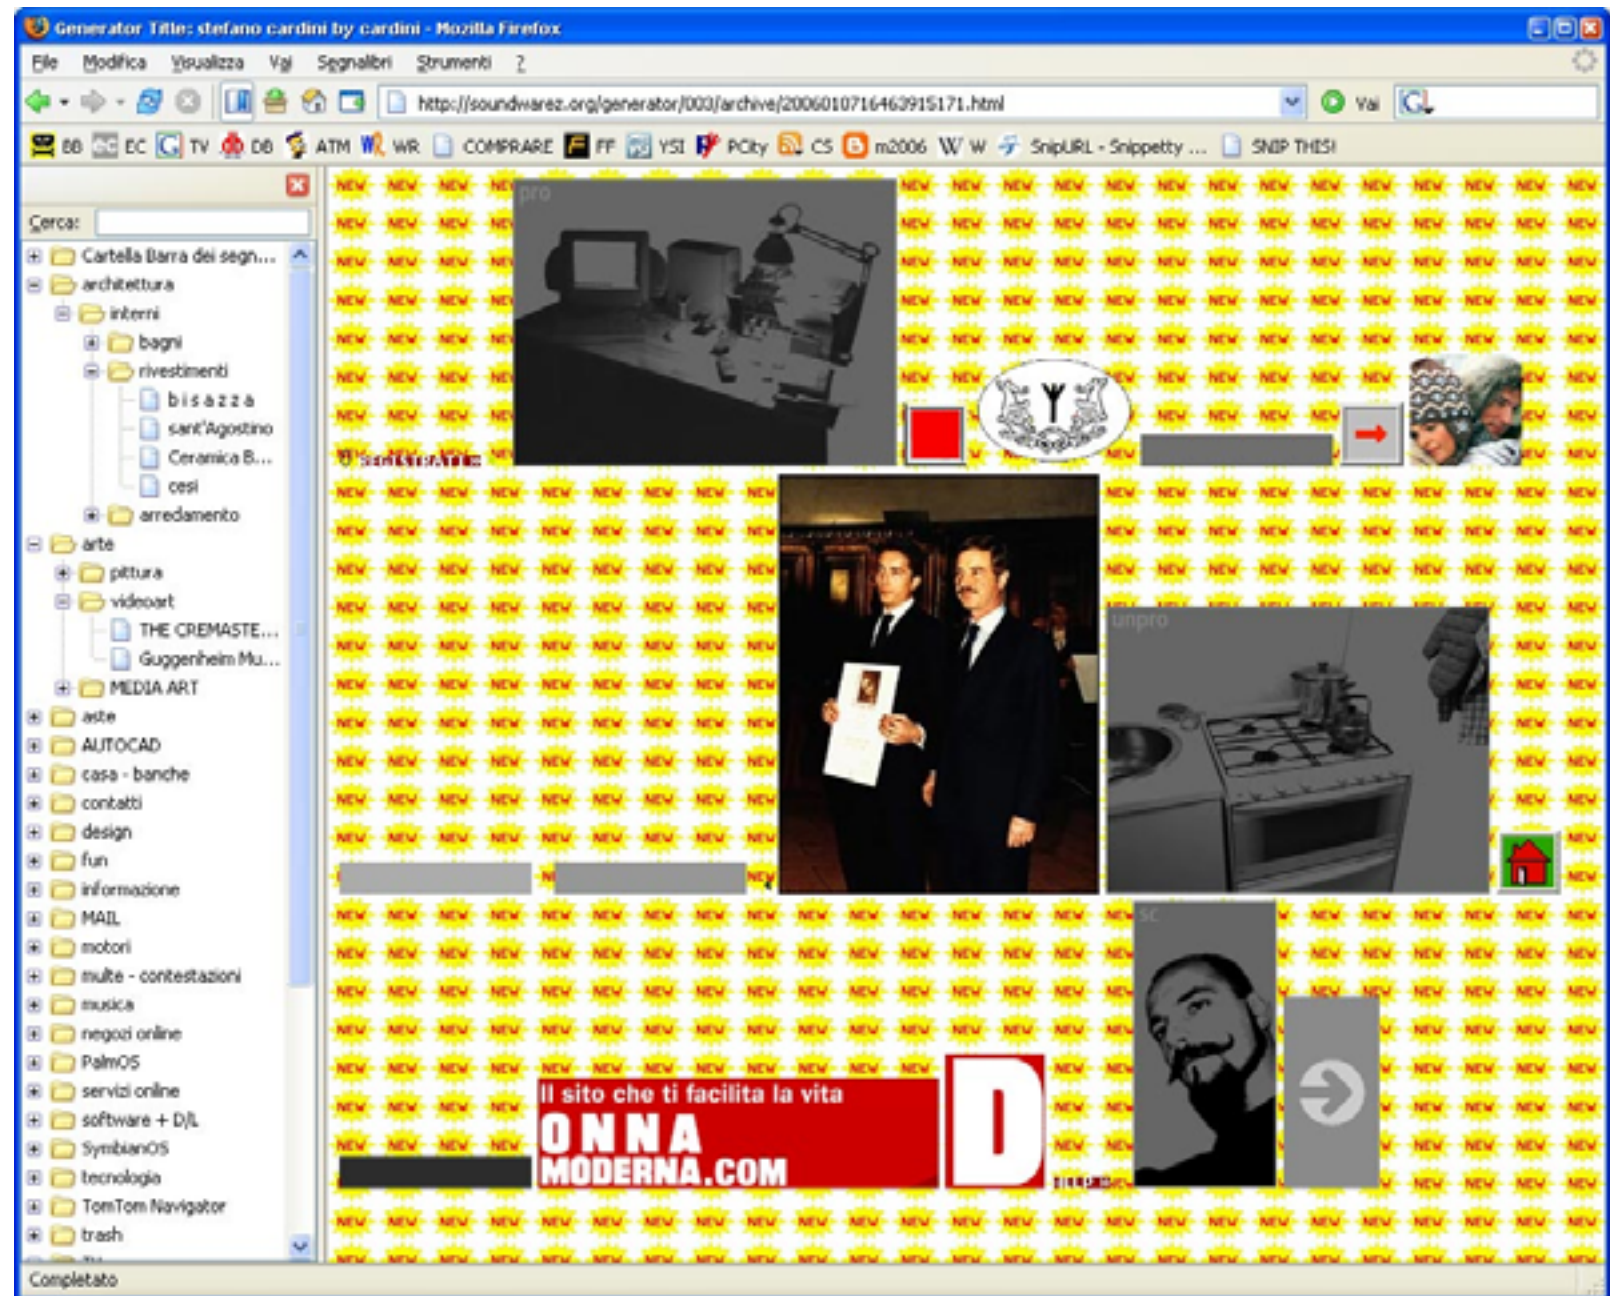 Generator Title: stefano cardini by cardini - Mozilla Firefox
File Modifica Visualizza Vai Segnalibri Strumenti ?
http://soundwarez.org/generator/003/archive/2006010716463915171.html Vai
BB EC TV DB ATM WR COMPRARE FF YSI PCity CS m2006 W SnipURL - Snippetty ... SNIP THIS!
Cerca:
Cartella Barra dei segn...
architettura
interni
bagni
rivestimenti
b i s a z z a
sant'Agostino
Ceramica B...
cesi
arredamento
arte
pittura
videoart
THE CREMASTE...
Guggenheim Mu...
MEDIA ART
aste
AUTOCAD
casa - banche
contatti
design
fun
informazione
MAIL
motori
multe - contestazioni
musica
negozi online
PalmOS
servizi online
software + D/L
SymbianOS
tecnologia
TomTom Navigator
trash
NEW
pro
REGISTRATI
unpro
sc
Il sito che ti facilita la vita
ONNA
MODERNA.COM
D
HELP
Completato